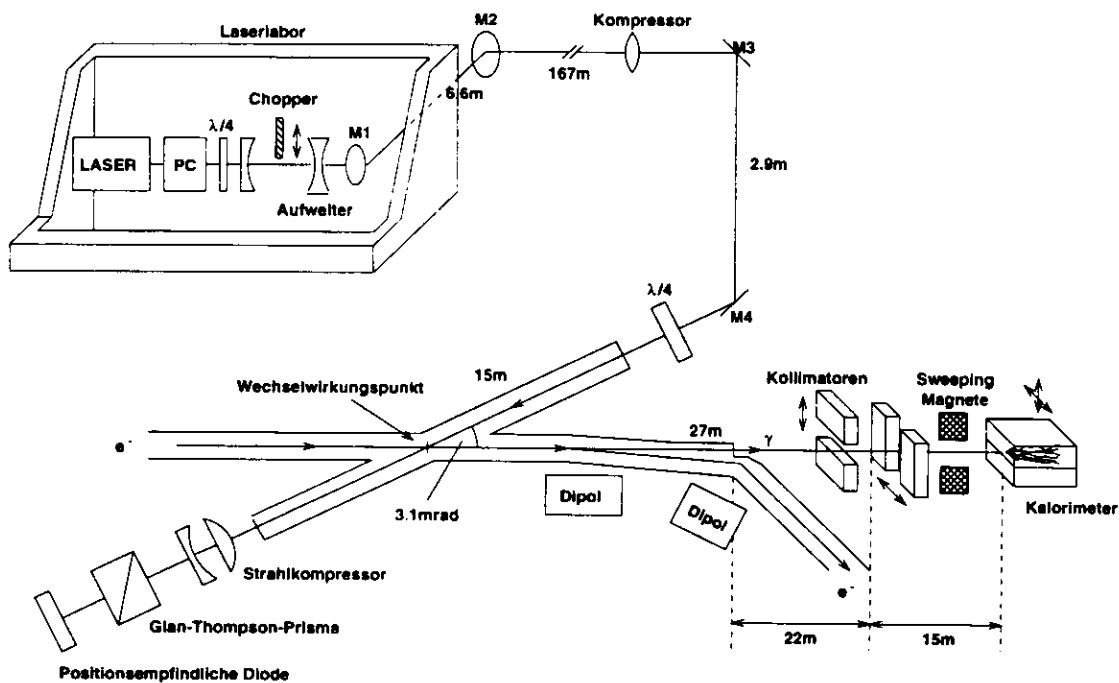 Laserlabor
M2
Kompressor
M3
167m
6.6m
Chopper
λ/4
M1
LASER
PC
2.9m
Aufweiter
λ/4
M4
15m
Wechselwirkungspunkt
Kollimatoren
Sweeping
Magnete
27m
γ
e-
3.1mrad
Dipol
Dipol
Kalorimeter
Strahlkompressor
e-
Glan-Thompson-Prisma
22m
15m
Positionsempfindliche Diode